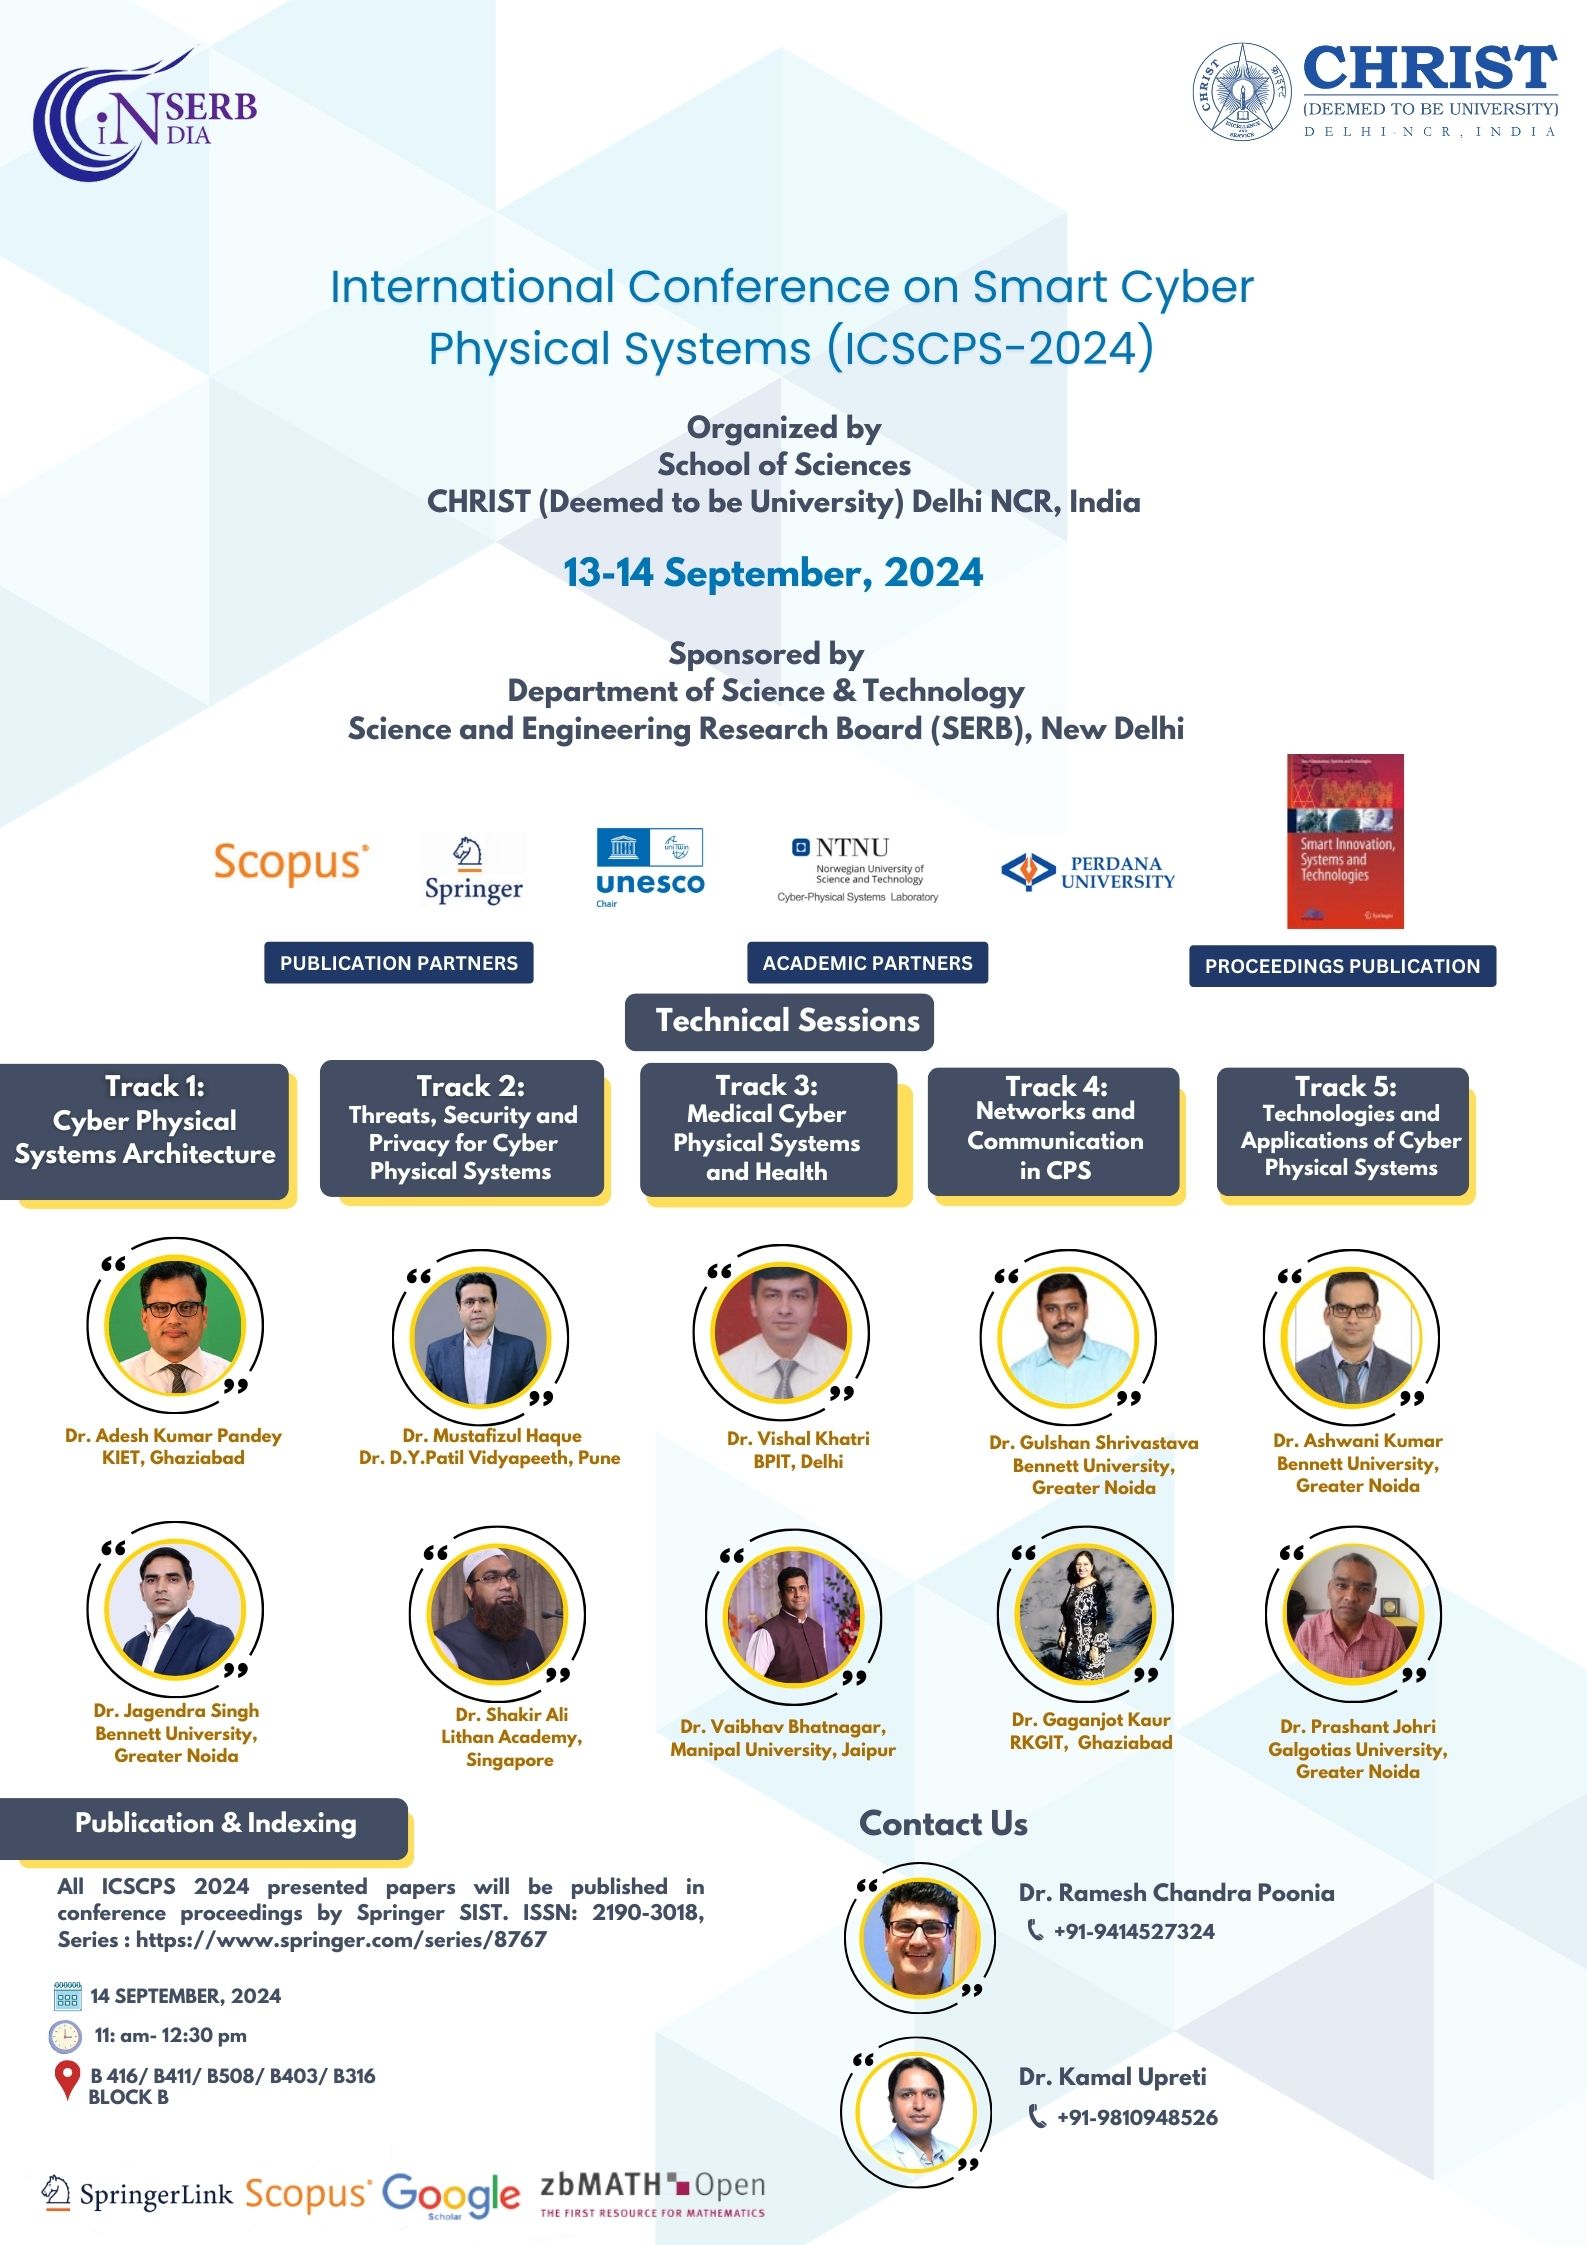 iN SERB
DIA
CHRIST
(DEEMED TO BE UNIVERSITY)
DELHI-NCR, INDIA
International Conference on Smart Cyber
Physical Systems (ICSCPS-2024)
Organized by
School of Sciences
CHRIST (Deemed to be University) Delhi NCR, India
13-14 September, 2024
Sponsored by
Department of Science & Technology
Science and Engineering Research Board (SERB), New Delhi
Scopus®
Springer
uniTwin
unesco
Chair
NTNU
Norwegian University of
Science and Technology
Cyber-Physical Systems Laboratory
PERDANA
UNIVERSITY
Smart Innovation,
Systems and
Technologies
Springer
PUBLICATION PARTNERS
ACADEMIC PARTNERS
PROCEEDINGS PUBLICATION
Technical Sessions
Track 1:
Cyber Physical
Systems Architecture
Track 2:
Threats, Security and
Privacy for Cyber
Physical Systems
Track 3:
Medical Cyber
Physical Systems
and Health
Track 4:
Networks and
Communication
in CPS
Track 5:
Technologies and
Applications of Cyber
Physical Systems
Dr. Adesh Kumar Pandey
KIET, Ghaziabad
Dr. Mustafizul Haque
Dr. D.Y.Patil Vidyapeeth, Pune
Dr. Vishal Khatri
BPIT, Delhi
Dr. Gulshan Shrivastava
Bennett University,
Greater Noida
Dr. Ashwani Kumar
Bennett University,
Greater Noida
Dr. Jagendra Singh
Bennett University,
Greater Noida
Dr. Shakir Ali
Lithan Academy,
Singapore
Dr. Vaibhav Bhatnagar,
Manipal University, Jaipur
Dr. Gaganjot Kaur
RKGIT, Ghaziabad
Dr. Prashant Johri
Galgotias University,
Greater Noida
Publication & Indexing
All ICSCPS 2024 presented papers will be published in
conference proceedings by Springer SIST. ISSN: 2190-3018,
Series : https://www.springer.com/series/8767
14 SEPTEMBER, 2024
11: am- 12:30 pm
B 416/ B411/ B508/ B403/ B316
BLOCK B
Contact Us
Dr. Ramesh Chandra Poonia
+91-9414527324
Dr. Kamal Upreti
+91-9810948526
SpringerLink
Scopus®
Google
Scholar
zbMATH Open
THE FIRST RESOURCE FOR MATHEMATICS